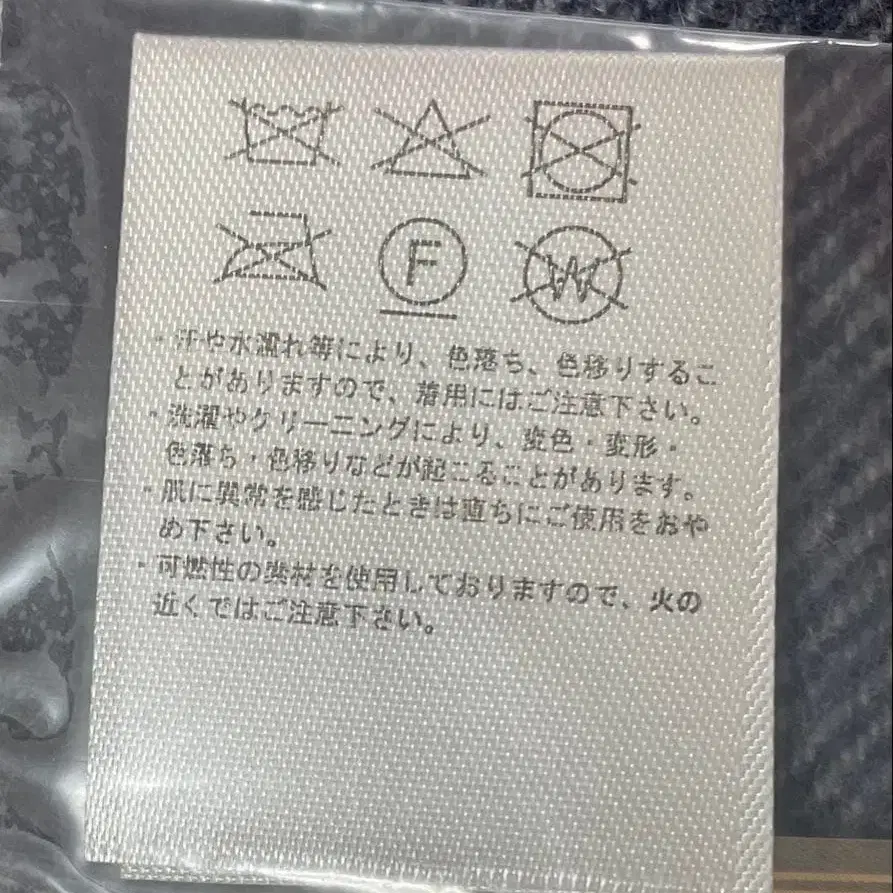 F
W
・汗や水濡れ等により、色落ち、色移りするこ
とがありますので、着用にはご注意下さい。
・洗濯やクリーニングにより、変色・変形・
色落ち・色移りなどが起こることがあります。
・肌に異常を感じたときは直ちにご使用をおや
め下さい。
・可燃性の素材を使用しておりますので、火の
近くではご注意下さい。